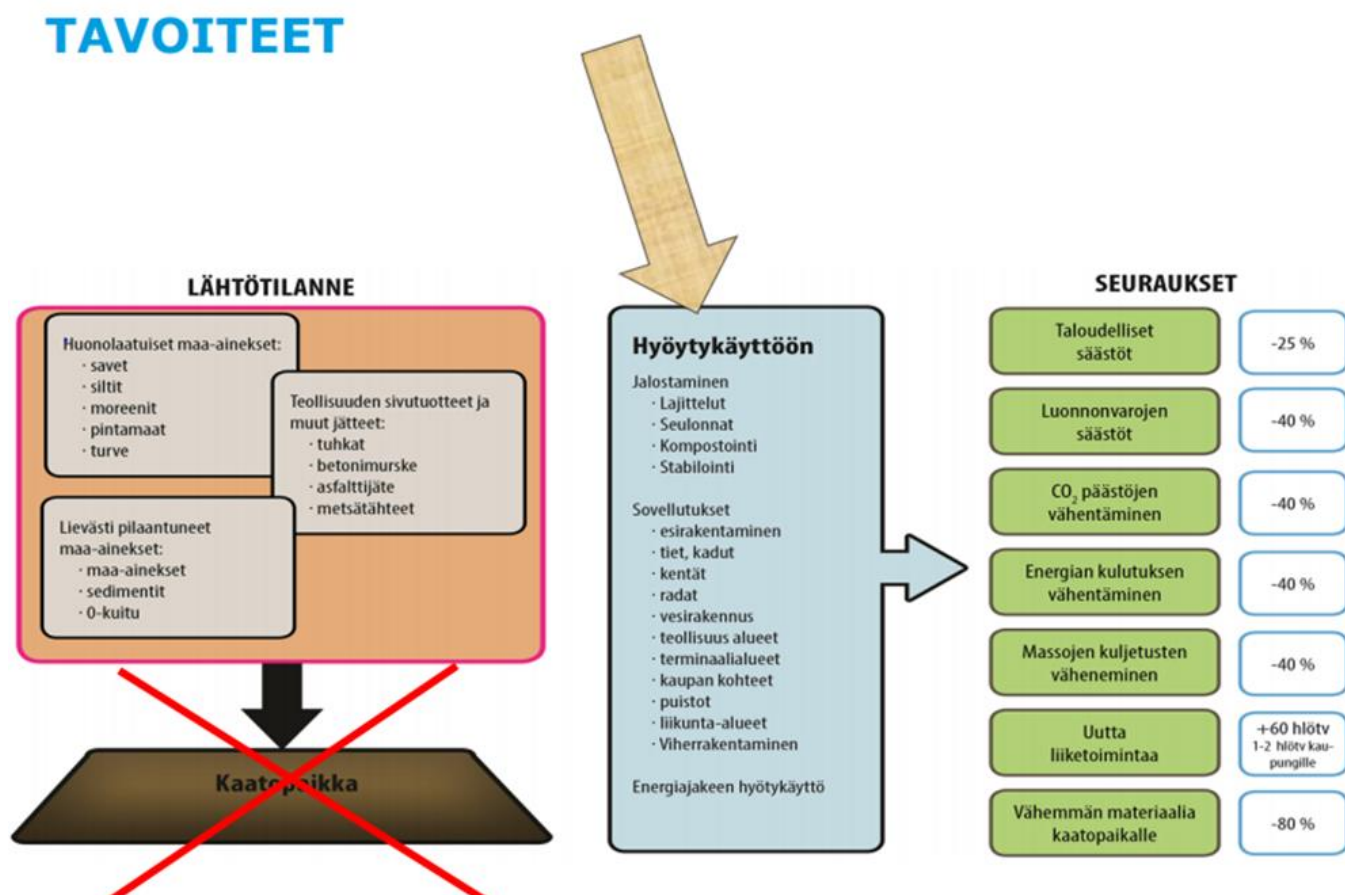 TAVOITEET
LÄHTÖTILANNE
Huonolaatuiset maa-ainekset:
· savet
· siltit
· moreenit
· pintamaat
· turve
Teollisuuden sivutuotteet ja
muut jätteet:
· tuhkat
· betonimurske
· asfalttijäte
· metsätähteet
Lievästi pilaantuneet
maa-ainekset:
· maa-ainekset
· sedimentit
· 0-kuitu
Kaatopaikka
Hyöytykäyttöön
Jalostaminen
· Lajittelut
· Seulonnat
· Kompostointi
· Stabilointi
Sovellutukset
· esirakentaminen
· tiet, kadut
· kentät
· radat
· vesirakennus
· teollisuus alueet
· terminaalialueet
· kaupan kohteet
· puistot
· liikunta-alueet
· Viherrakentaminen
Energiajakeen hyötykäyttö
SEURAUKSET
Taloudelliset
säästöt
-25 %
Luonnonvarojen
säästöt
-40 %
CO₂ päästöjen
vähentäminen
-40 %
Energian kulutuksen
vähentäminen
-40 %
Massojen kuljetusten
väheneminen
-40 %
Uutta
liiketoimintaa
+60 hlötv
1-2 hlötv kau-
pungille
Vähemmän materiaalia
kaatopaikalle
-80 %